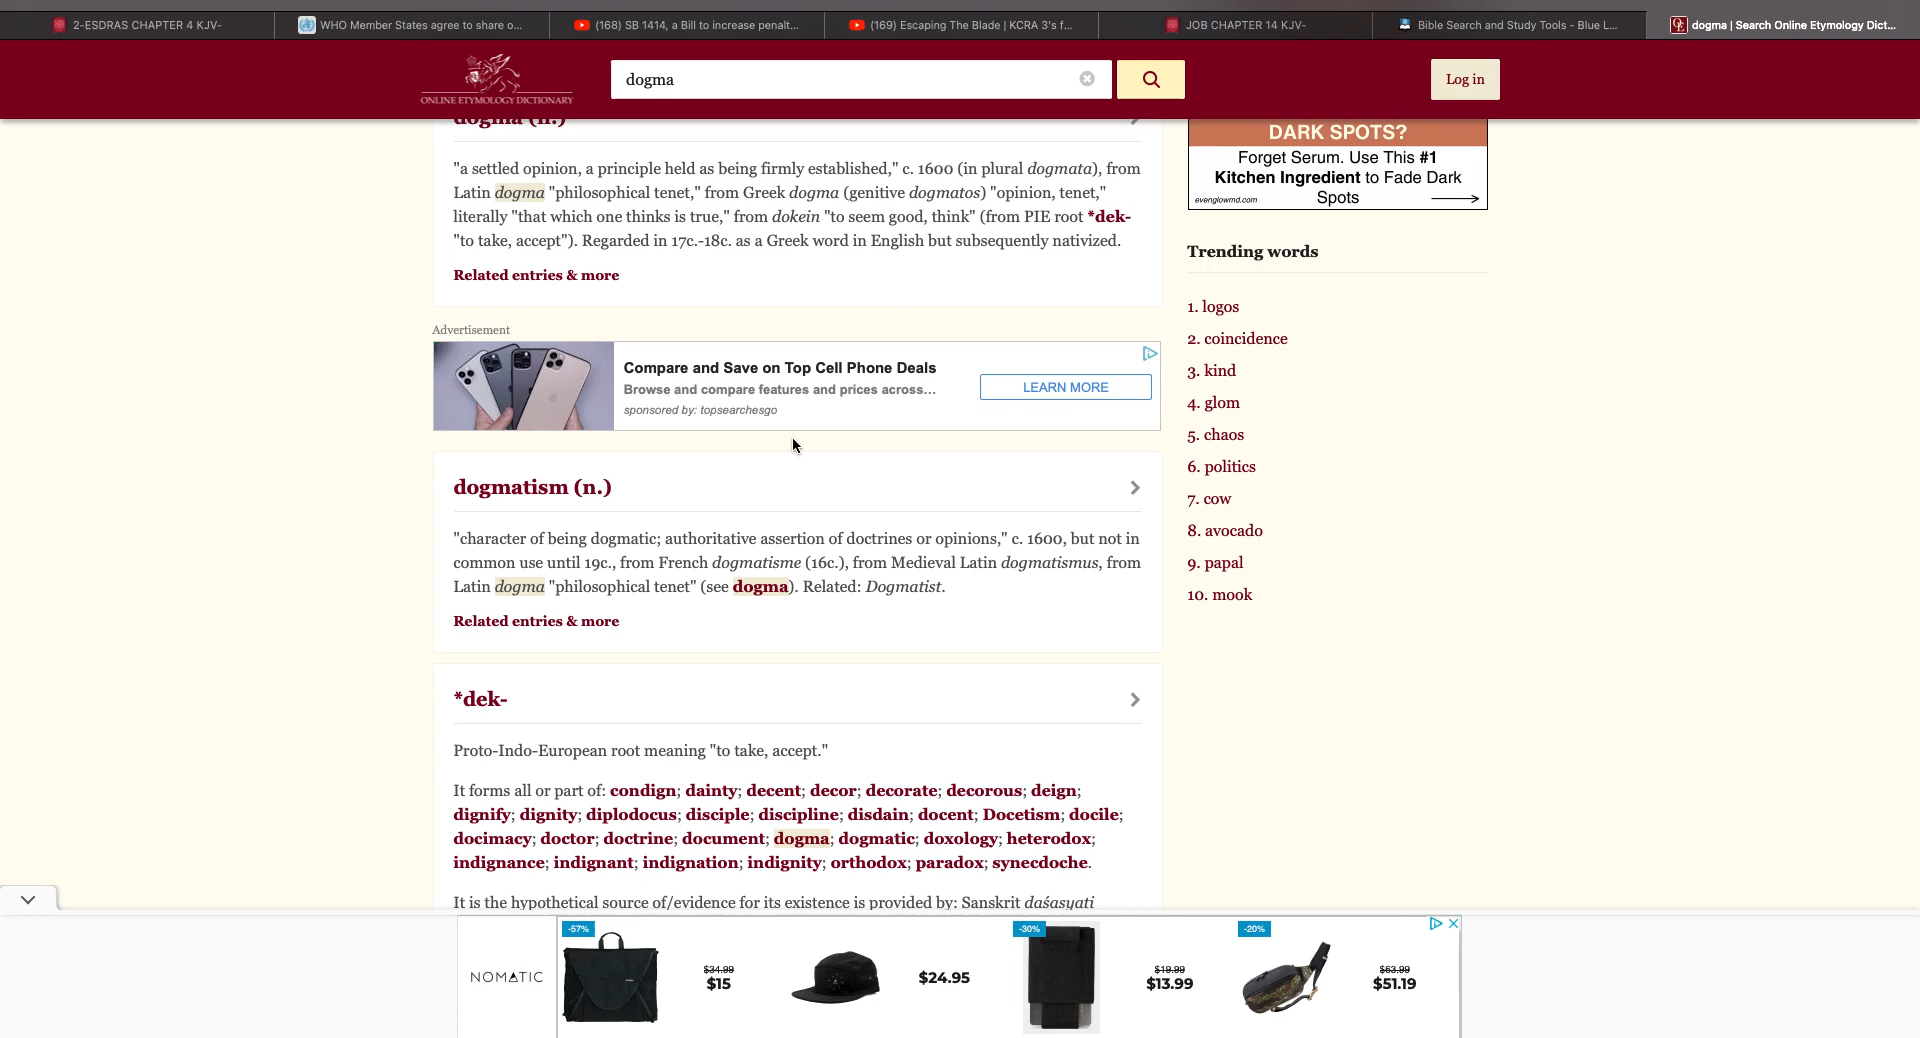 2-ESDRAS CHAPTER 4 KJV-
WHO Member States agree to share o...
(168) SB 1414, a Bill to increase penalt...
(169) Escaping The Blade | KCRA 3's f...
JOB CHAPTER 14 KJV-
Bible Search and Study Tools - Blue L...
dogma | Search Online Etymology Dict...
ONLINE ETYMOLOGY DICTIONARY
dogma
Log in
dogma (n.)
"a settled opinion, a principle held as being firmly established," c. 1600 (in plural dogmata), from
Latin dogma "philosophical tenet," from Greek dogma (genitive dogmatos) "opinion, tenet,"
literally "that which one thinks is true," from dokein "to seem good, think" (from PIE root *dek-
"to take, accept"). Regarded in 17c.-18c. as a Greek word in English but subsequently nativized.
Related entries & more
Advertisement
Compare and Save on Top Cell Phone Deals
Browse and compare features and prices across...
sponsored by: topsearchesgo
LEARN MORE
dogmatism (n.)
"character of being dogmatic; authoritative assertion of doctrines or opinions," c. 1600, but not in
common use until 19c., from French dogmatisme (16c.), from Medieval Latin dogmatismus, from
Latin dogma "philosophical tenet" (see dogma). Related: Dogmatist.
Related entries & more
*dek-
Proto-Indo-European root meaning "to take, accept."
It forms all or part of: condign; dainty; decent; decor; decorate; decorous; deign;
dignify; dignity; diplodocus; disciple; discipline; disdain; docent; Docetism; docile;
docimacy; doctor; doctrine; document; dogma; dogmatic; doxology; heterodox;
indignance; indignant; indignation; indignity; orthodox; paradox; synecdoche.
It is the hypothetical source of/evidence for its existence is provided by: Sanskrit daśasyati
DARK SPOTS?
Forget Serum. Use This #1
Kitchen Ingredient to Fade Dark
Spots
evenglowmd.com
Trending words
1. logos
2. coincidence
3. kind
4. glom
5. chaos
6. politics
7. cow
8. avocado
9. papal
10. mook
NOMATIC
-57%
$34.99
$15
$24.95
-30%
$19.99
$13.99
-20%
$63.99
$51.19